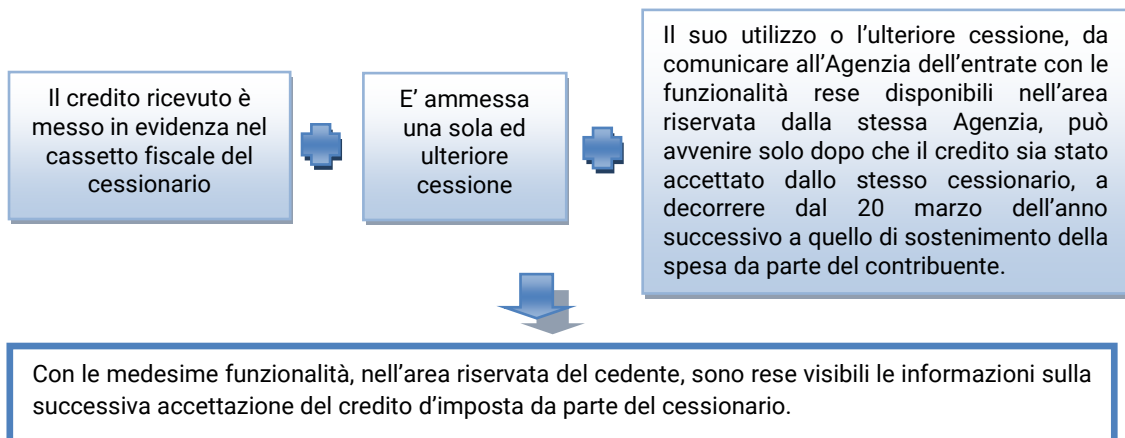 Il credito ricevuto è
messo in evidenza nel
cassetto fiscale del
cessionario
E’ ammessa
una sola ed
ulteriore
cessione
Il suo utilizzo o l’ulteriore cessione, da
comunicare all’Agenzia dell’entrate con le
funzionalità rese disponibili nell’area
riservata dalla stessa Agenzia, può
avvenire solo dopo che il credito sia stato
accettato dallo stesso cessionario, a
decorrere dal 20 marzo dell’anno
successivo a quello di sostenimento della
spesa da parte del contribuente.
Con le medesime funzionalità, nell’area riservata del cedente, sono rese visibili le informazioni sulla
successiva accettazione del credito d’imposta da parte del cessionario.